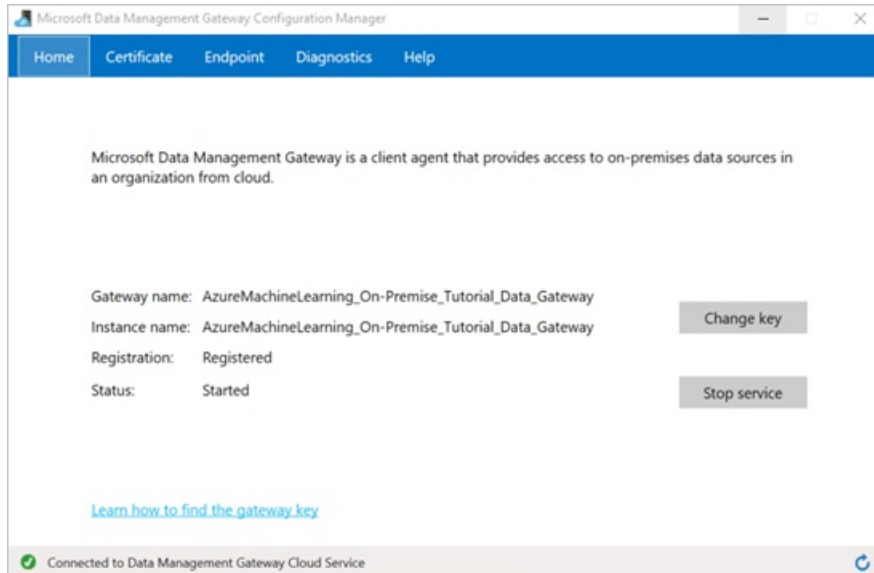 Microsoft Data Management Gateway Configuration Manager
Home Certificate Endpoint Diagnostics Help
Microsoft Data Management Gateway is a client agent that provides access to on-premises data sources in
an organization from cloud.
Gateway name: AzureMachineLearning_On-Premise_Tutorial_Data_Gateway
Instance name: AzureMachineLearning_On-Premise_Tutorial_Data_Gateway
Change key
Registration: Registered
Status: Started
Stop service
Learn how to find the gateway key
Connected to Data Management Gateway Cloud Service